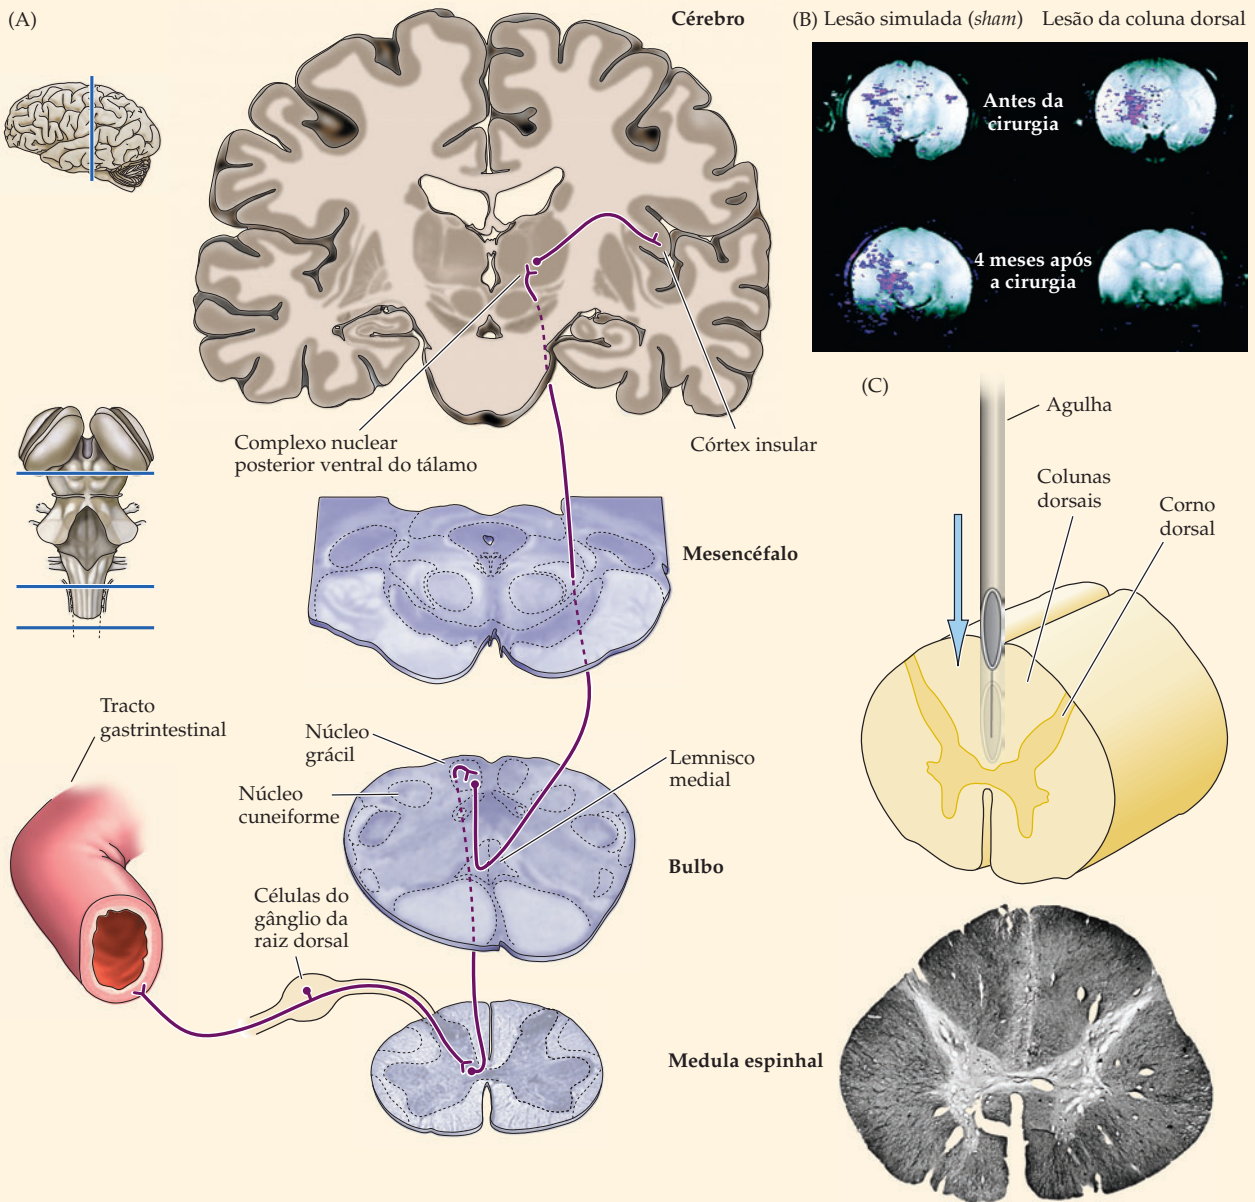 (A)
Cérebro
Complexo nuclear
posterior ventral do tálamo
Córtex insular
Mesencéfalo
Tracto
gastrintestinal
Núcleo
grácil
Núcleo
cuneiforme
Lemnisco
medial
Bulbo
Células do
gânglio da
raiz dorsal
Medula espinhal
(B) Lesão simulada (sham) Lesão da coluna dorsal
Antes da
cirurgia
4 meses após
a cirurgia
(C)
Agulha
Colunas
dorsais
Corno
dorsal